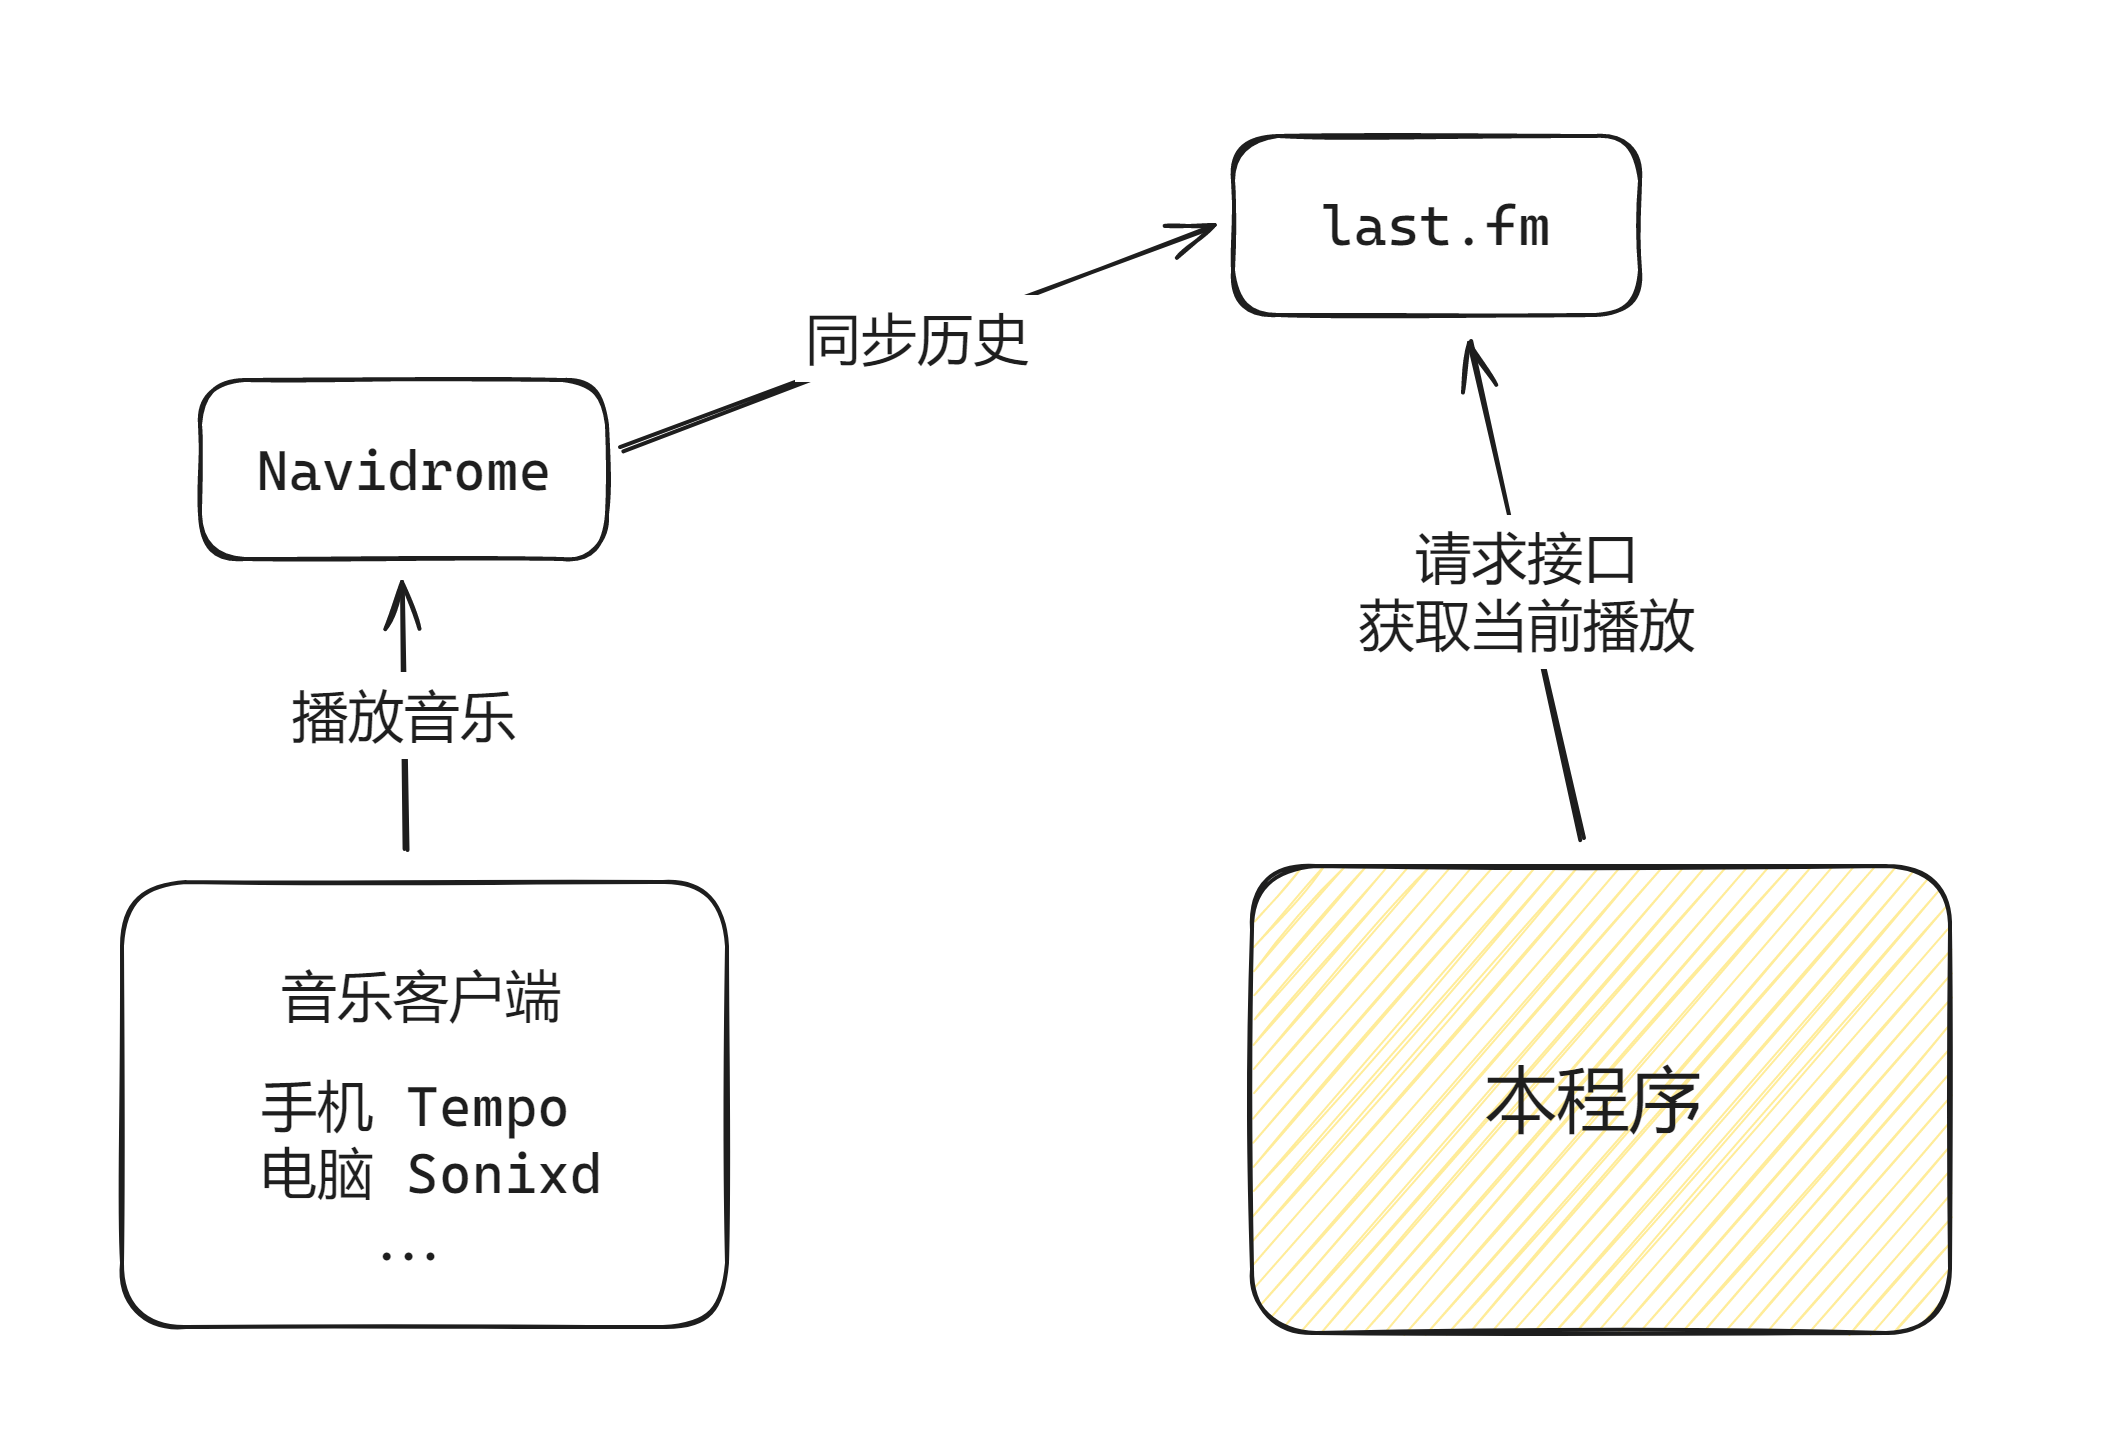 last.fm
同步历史
Navidrome
请求接口
获取当前播放
播放音乐
音乐客户端
手机 Tempo
电脑 Sonixd
...
本程序